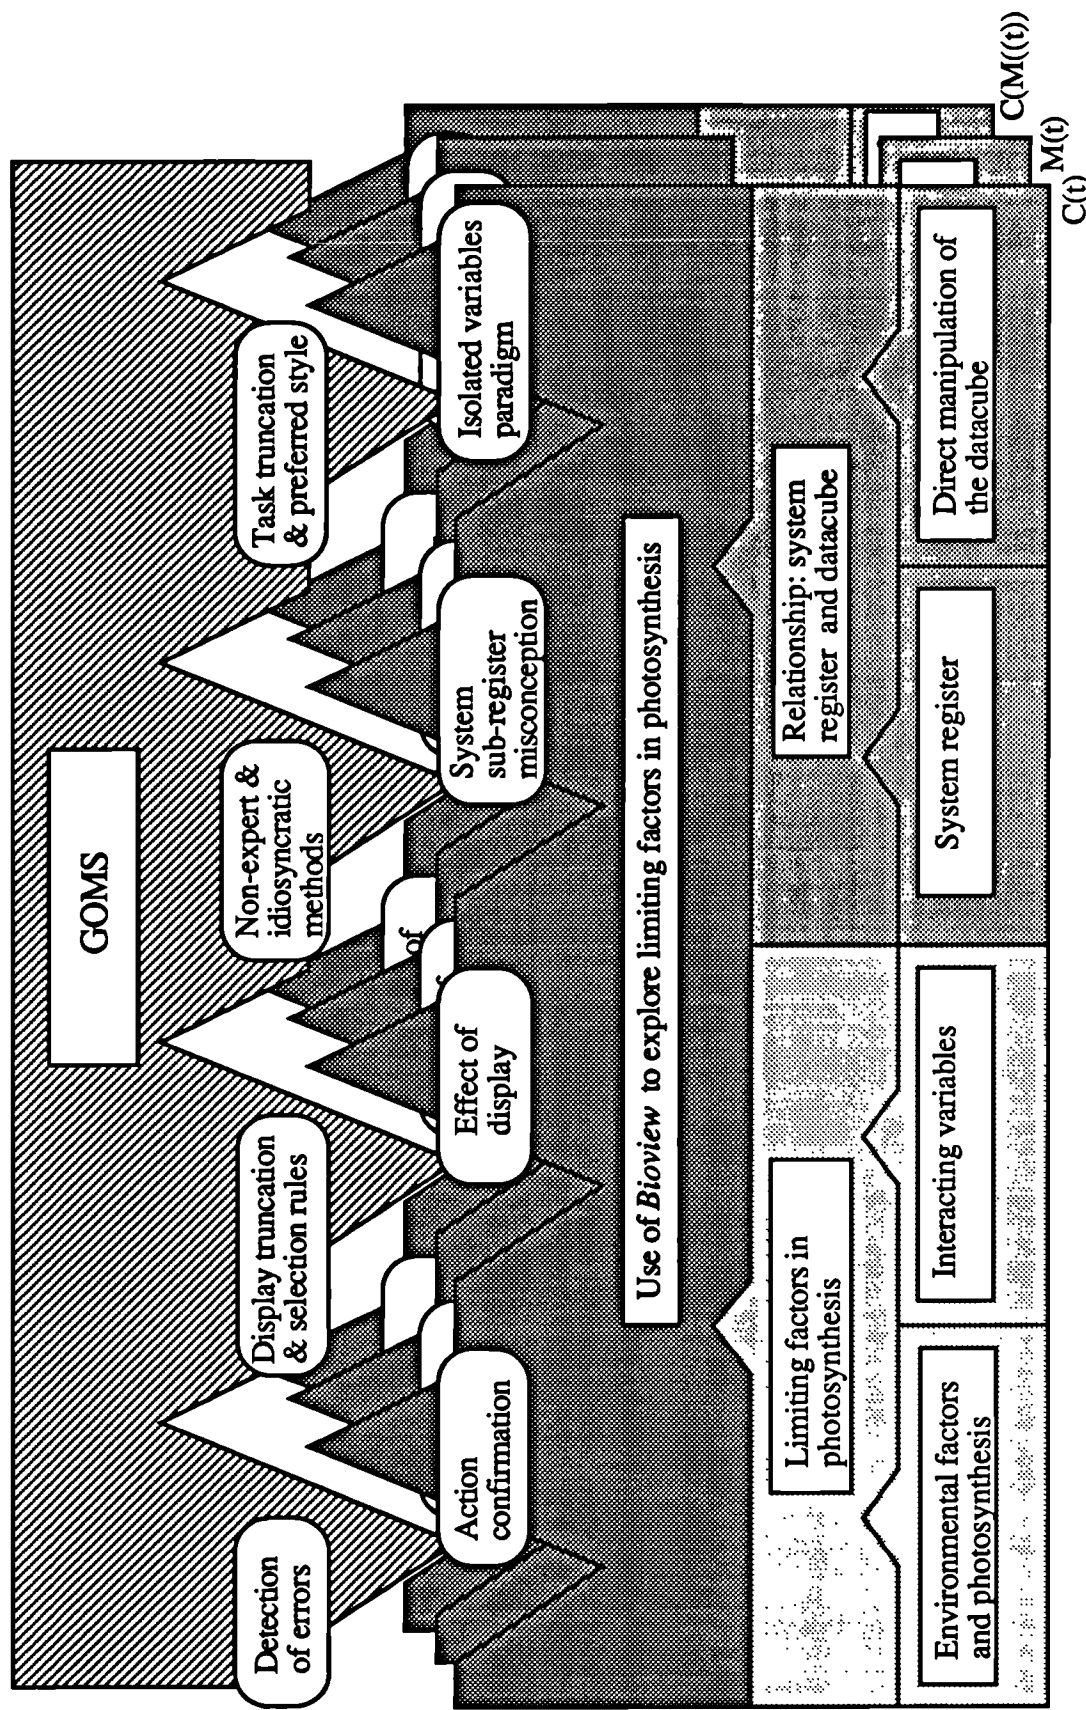 GOMS
Detection
of errors
Display truncation
& selection rules
Non-expert &
idiosyncratic
methods
Task truncation
& preferred style
Action
confirmation
Effect of
display
of
System
sub-register
misconception
Isolated variables
paradigm
Use of Bioview to explore limiting factors in photosynthesis
Limiting factors in
photosynthesis
Relationship: system
register and datacube
Environmental factors
and photosynthesis
Interacting variables
System register
Direct manipulation of
the datacube
C(t)
M(t)
C(M((t))